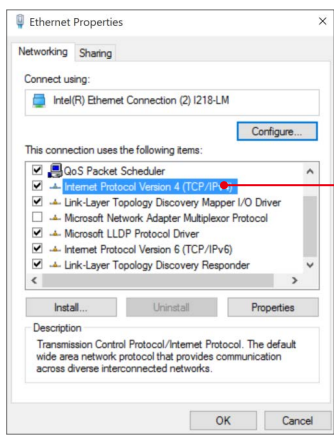 Ethernet Properties
Networking Sharing
Connect using:
Intel(R) Ethernet Connection (2) I218-LM
Configure...
This connection uses the following items:
QoS Packet Scheduler
Internet Protocol Version 4 (TCP/IPv4)
Link-Layer Topology Discovery Mapper I/O Driver
Microsoft Network Adapter Multiplexor Protocol
Microsoft LLDP Protocol Driver
Internet Protocol Version 6 (TCP/IPv6)
Link-Layer Topology Discovery Responder
Install... Uninstall Properties
Description
Transmission Control Protocol/Internet Protocol. The default
wide area network protocol that provides communication
across diverse interconnected networks.
OK Cancel